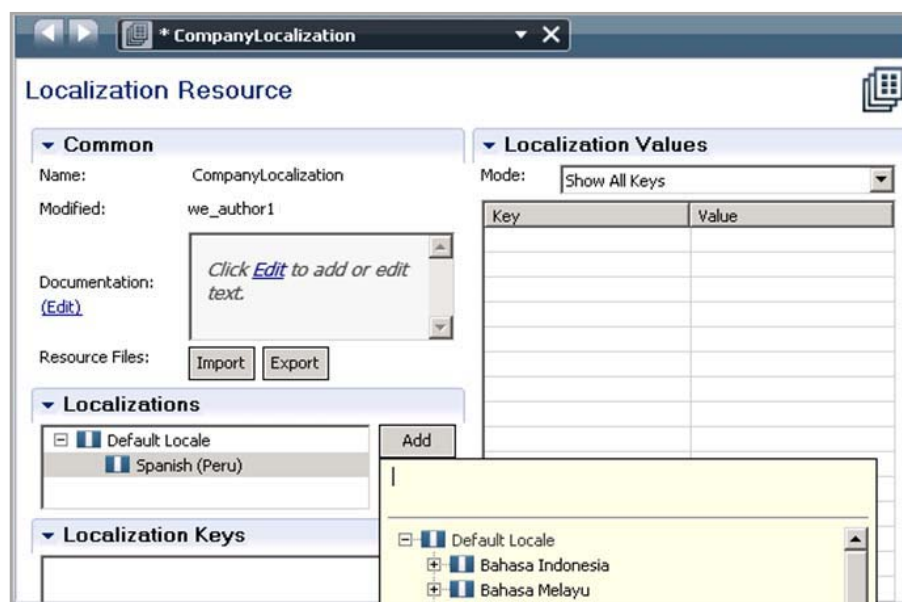 * CompanyLocalization
Localization Resource
Common
Name: CompanyLocalization
Modified: we_author1
Documentation:
(Edit)
Click Edit to add or edit
text.
Resource Files: Import Export
Localizations
Default Locale
Spanish (Peru)
Add
Localization Keys
Localization Values
Mode: Show All Keys
Key Value
Default Locale
Bahasa Indonesia
Bahasa Melayu